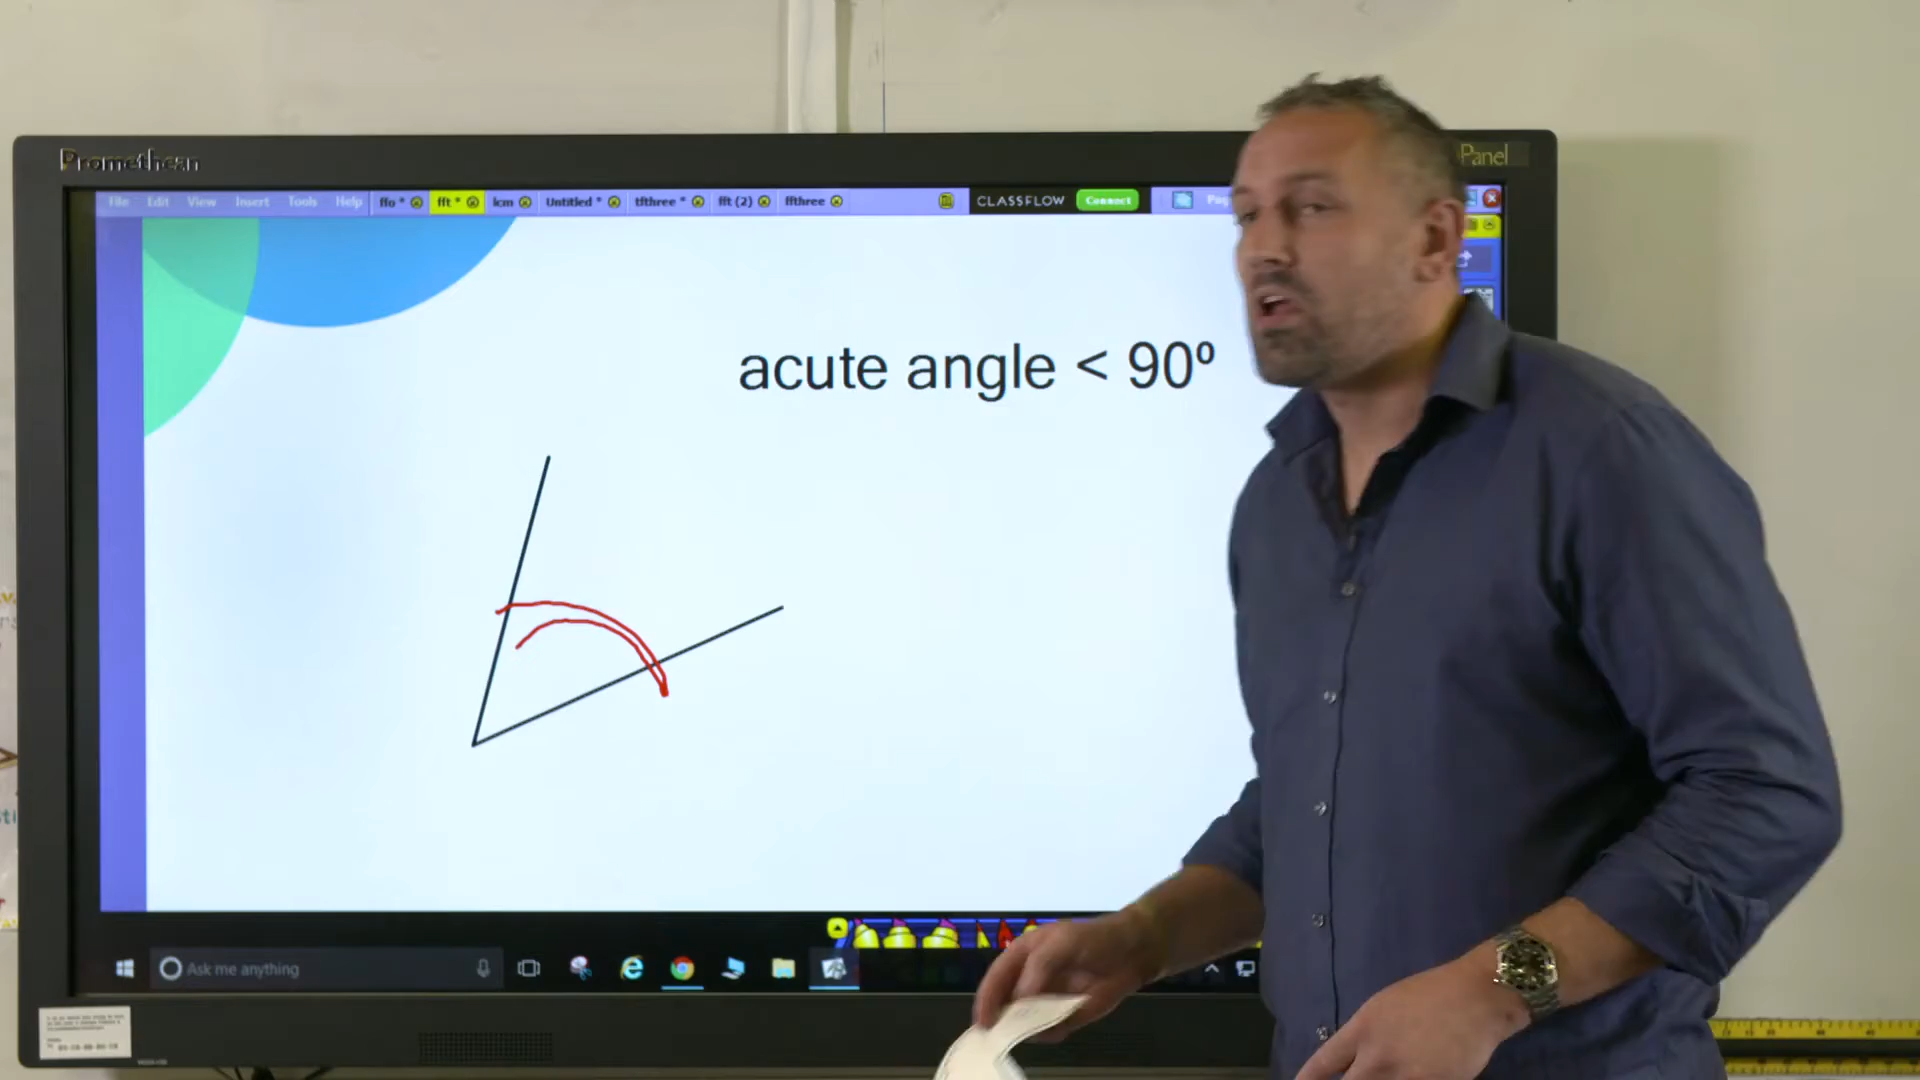 Promethean
Panel
File Edit View Insert Tools Help ffo * fft * lcm Untitled * tfthree * fft (2) ffthree CLASSFLOW Connect
acute angle < 90º
Ask me anything